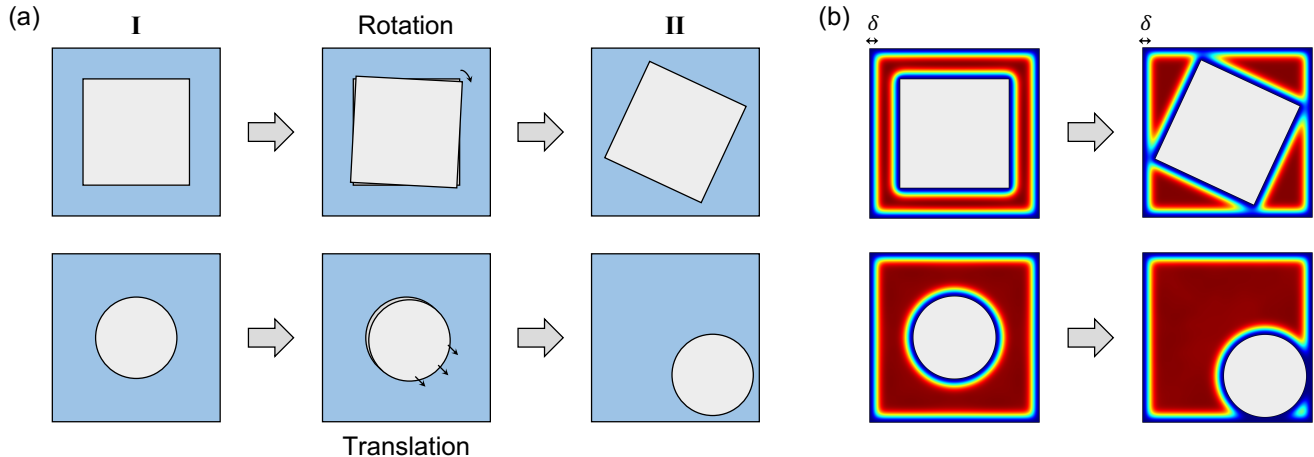 (a)
I
Rotation
II
(b)
δ
δ
Translation